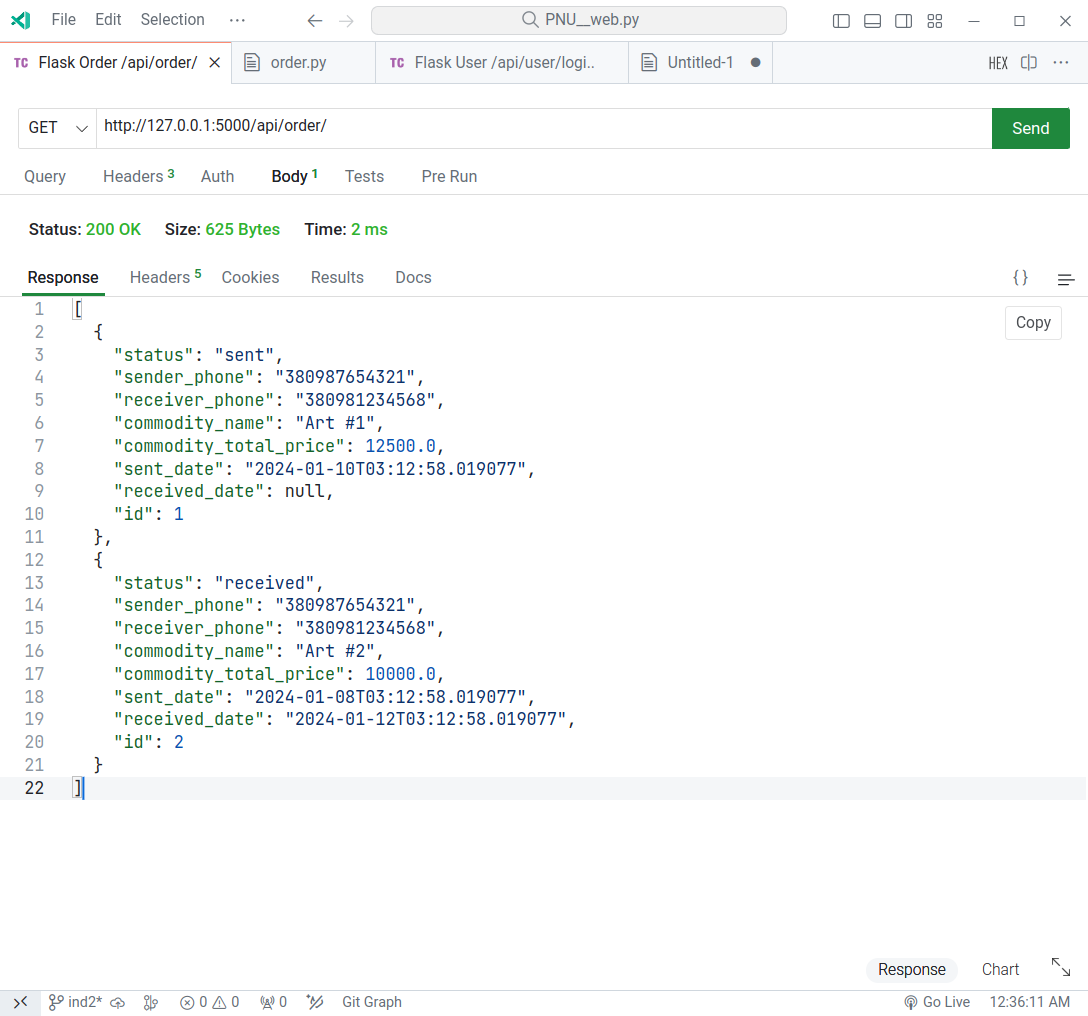 File Edit Selection ··· PNU__web.py
TC Flask Order /api/order/ order.py TC Flask User /api/user/logi.. Untitled-1 HEX ···
GET http://127.0.0.1:5000/api/order/ Send
Query Headers 3 Auth Body 1 Tests Pre Run
Status: 200 OK Size: 625 Bytes Time: 2 ms
Response Headers 5 Cookies Results Docs {}
1 [
Copy
2 {
3 "status": "sent",
4 "sender_phone": "380987654321",
5 "receiver_phone": "380981234568",
6 "commodity_name": "Art #1",
7 "commodity_total_price": 12500.0,
8 "sent_date": "2024-01-10T03:12:58.019077",
9 "received_date": null,
10 "id": 1
11 },
12 {
13 "status": "received",
14 "sender_phone": "380987654321",
15 "receiver_phone": "380981234568",
16 "commodity_name": "Art #2",
17 "commodity_total_price": 10000.0,
18 "sent_date": "2024-01-08T03:12:58.019077",
19 "received_date": "2024-01-12T03:12:58.019077",
20 "id": 2
21 }
22 ]
Response Chart
ind2* 0 0 0 Git Graph Go Live 12:36:11 AM